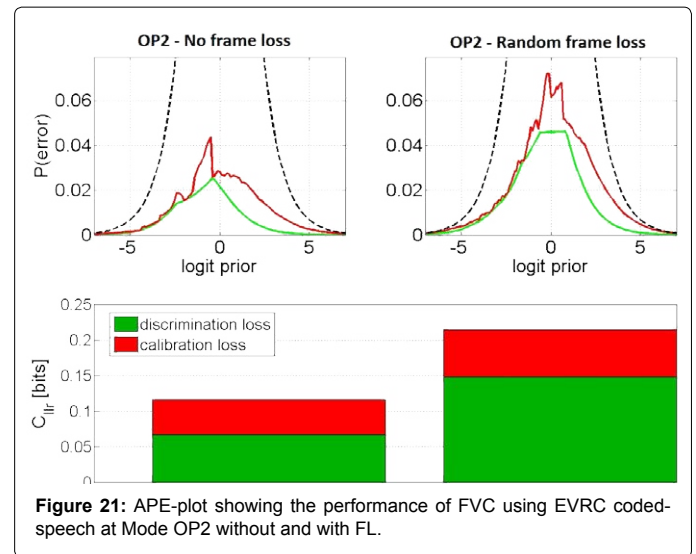 OP2 - No frame loss
OP2 - Random frame loss
P(error)
0.06
0.04
0.02
0
-5
0
5
logit prior
0.06
0.04
0.02
0
-5
0
5
logit prior
C_llr [bits]
0.25
0.2
0.15
0.1
0.05
0
discrimination loss
calibration loss
Figure 21: APE-plot showing the performance of FVC using EVRC coded-
speech at Mode OP2 without and with FL.